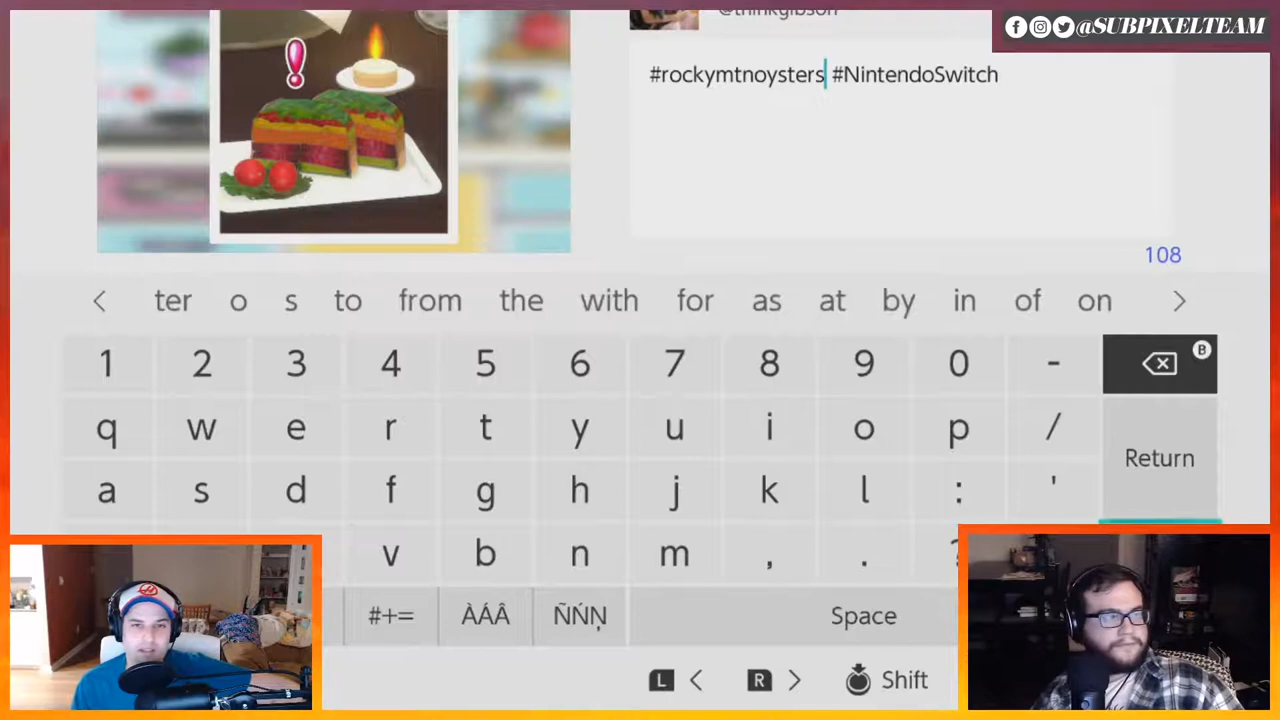 @thinkgibson
@SUBPIXELTEAM
#rockymtnoysters #NintendoSwitch
108
< ter o s to from the with for as at by in of on >
1 2 3 4 5 6 7 8 9 0 - B
q w e r t y u i o p /
Return
a s d f g h j k l : '
v b n m , .
#+= ÀÁÂ ÑŃŅ Space
L < R > Shift